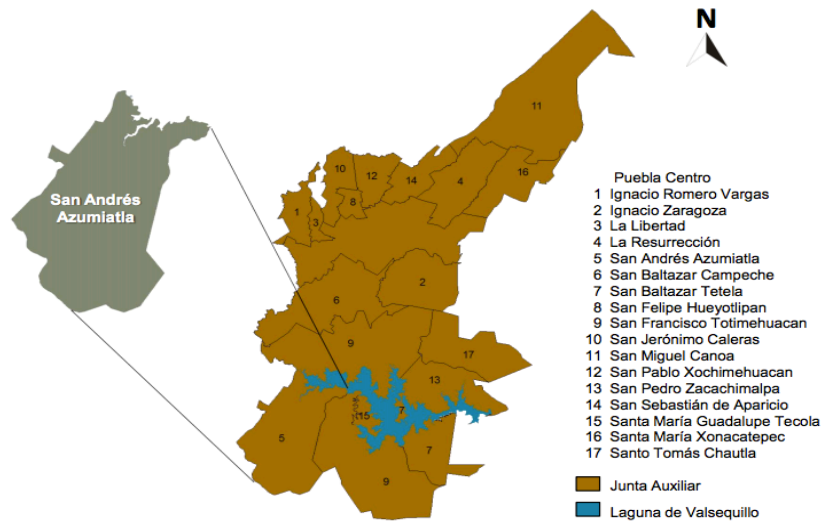 N
San Andrés
Azumiatla
11
10
12
14
4
16
8
1
3
2
6
9
17
13
15
7
5
7
9
Puebla Centro
1 Ignacio Romero Vargas
2 Ignacio Zaragoza
3 La Libertad
4 La Resurrección
5 San Andrés Azumiatla
6 San Baltazar Campeche
7 San Baltazar Tetela
8 San Felipe Hueyotlipan
9 San Francisco Totimehuacan
10 San Jerónimo Caleras
11 San Miguel Canoa
12 San Pablo Xochimehuacan
13 San Pedro Zacachimalpa
14 San Sebastián de Aparicio
15 Santa María Guadalupe Tecola
16 Santa María Xonacatepec
17 Santo Tomás Chautla
Junta Auxiliar
Laguna de Valsequillo